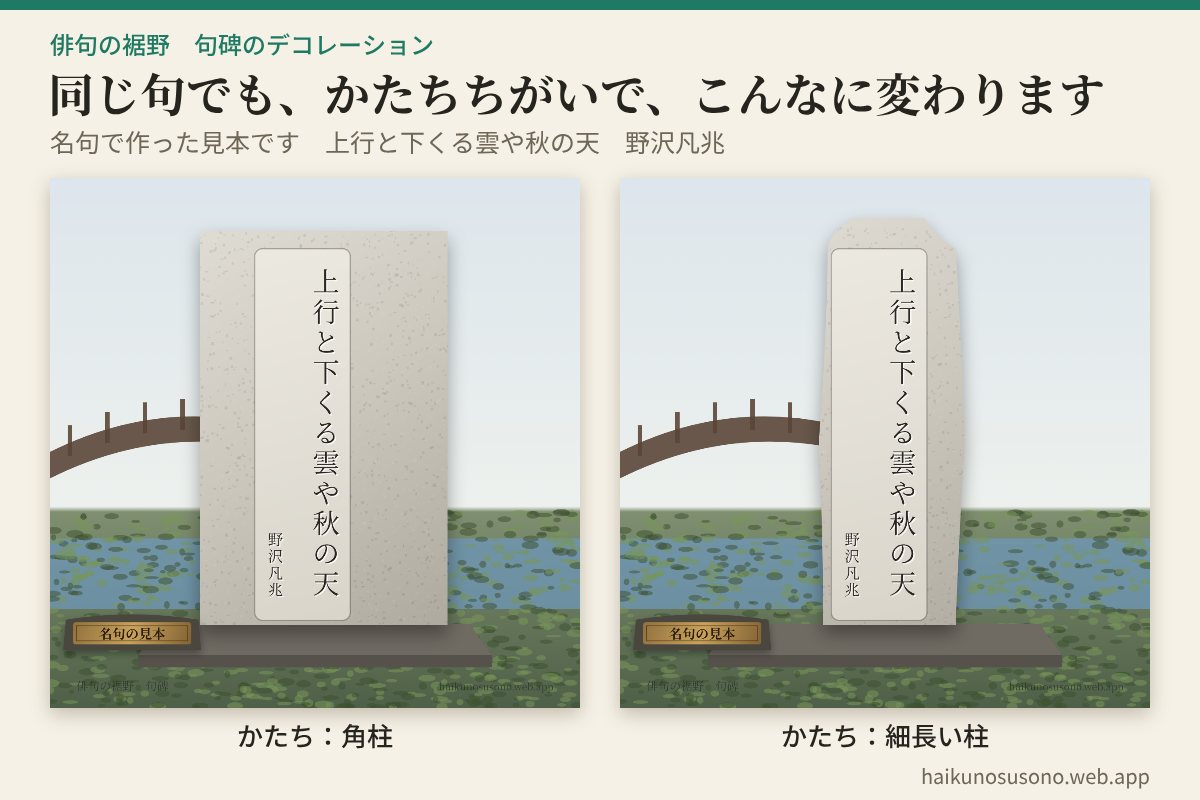 俳句の裾野　句碑のデコレーション
同じ句でも、かたちちがいで、こんなに変わります
名句で作った見本です　上行と下くる雲や秋の天　野沢凡兆
上行と下くる雲や秋の天
野沢凡兆
名句の見本
俳句の裾野　句碑
haikunosusono.web.app
かたち：角柱
上行と下くる雲や秋の天
野沢凡兆
名句の見本
俳句の裾野　句碑
haikunosusono.web.app
かたち：細長い柱
haikunosusono.web.app